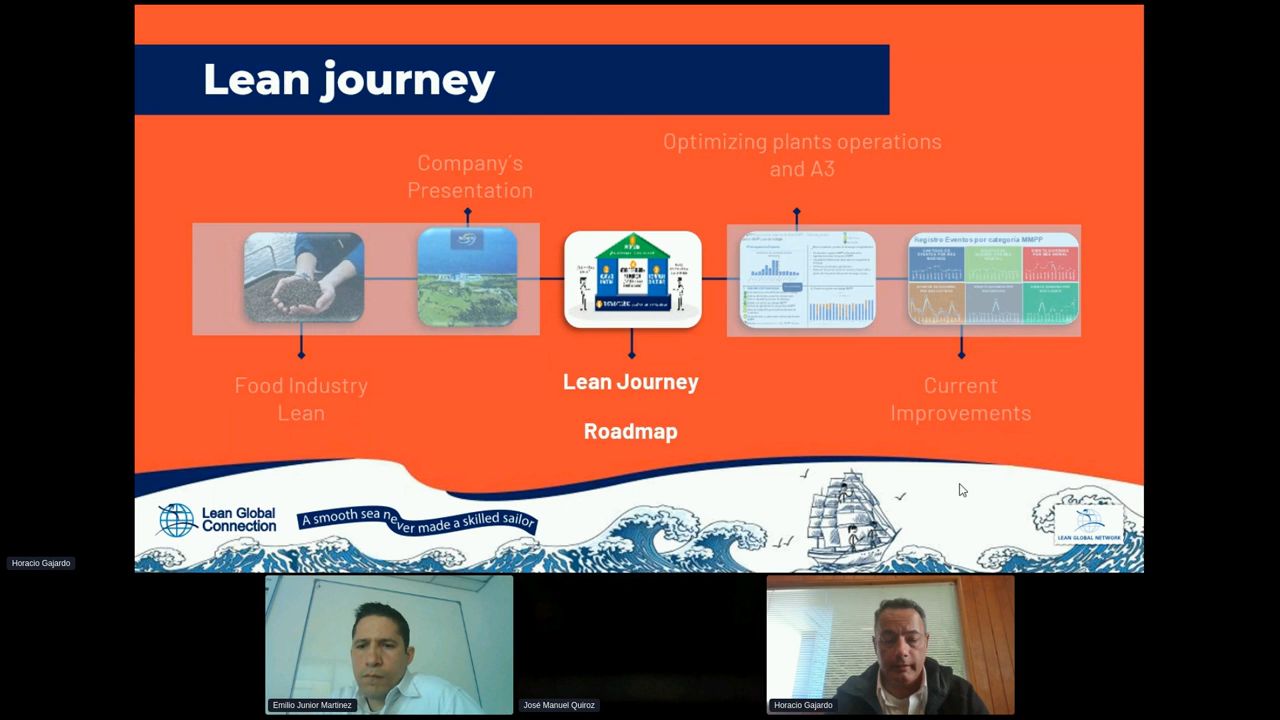 Lean journey
Optimizing plants operations
and A3
Company´s
Presentation
Registro Eventos por categoría MMPF
Lean Journey
Roadmap
Food Industry
Lean
Current
Improvements
Lean Global
Connection
A smooth sea never made a skilled sailor
LEAN GLOBAL NETWORK
Horacio Gajardo
Emilio Junior Martinez
José Manuel Quiroz
Horacio Gajardo